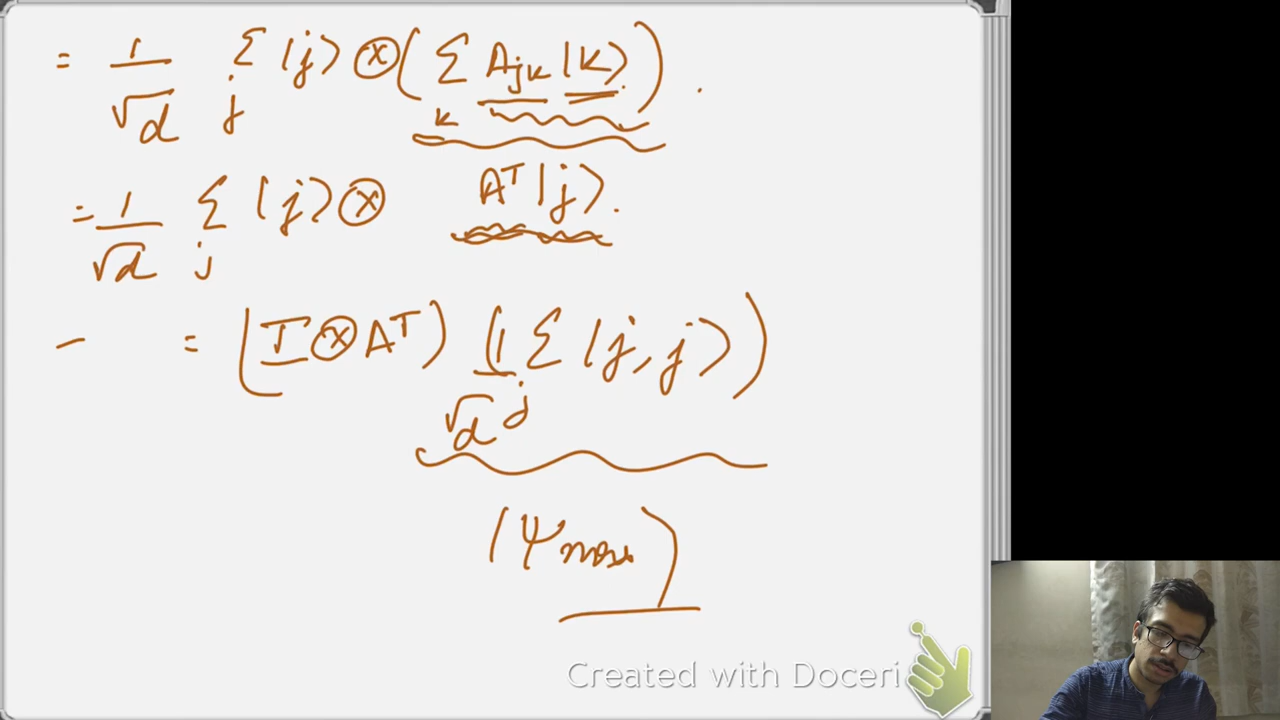 = 1/√d Σ_j |j⟩ ⊗ ( Σ_k A_jk |k⟩ ) .
= 1/√d Σ_j |j⟩ ⊗ A^T |j⟩ .
– = ( I ⊗ A^T ) ( 1/√d Σ_j |j, j⟩ )
|Ψ_max⟩
Created with Doceri